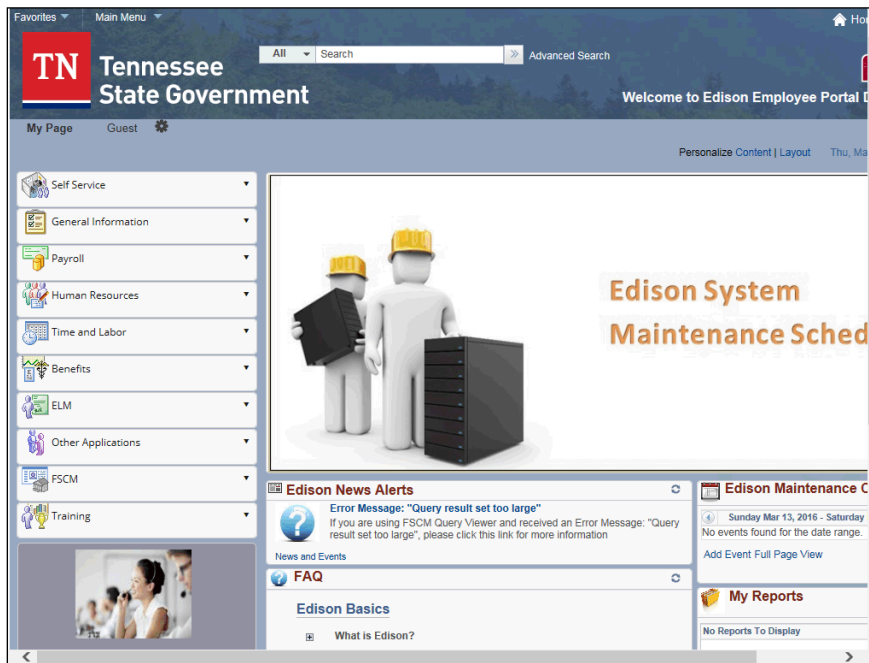 Favorites Main Menu
TN
Tennessee
State Government
All Search Advanced Search
Welcome to Edison Employee Portal
My Page Guest
Personalize Content | Layout Thu,
Self Service
General Information
Payroll
Human Resources
Time and Labor
Benefits
ELM
Other Applications
FSCM
Training
Edison System
Maintenance Sched
Edison News Alerts
Error Message: "Query result set too large"
If you are using FSCM Query Viewer and received an Error Message: "Query
result set too large", please click this link for more information
News and Events
FAQ
Edison Basics
What is Edison?
Edison Maintenance
Sunday Mar 13, 2016 - Saturday
No events found for the date range.
Add Event Full Page View
My Reports
No Reports To Display